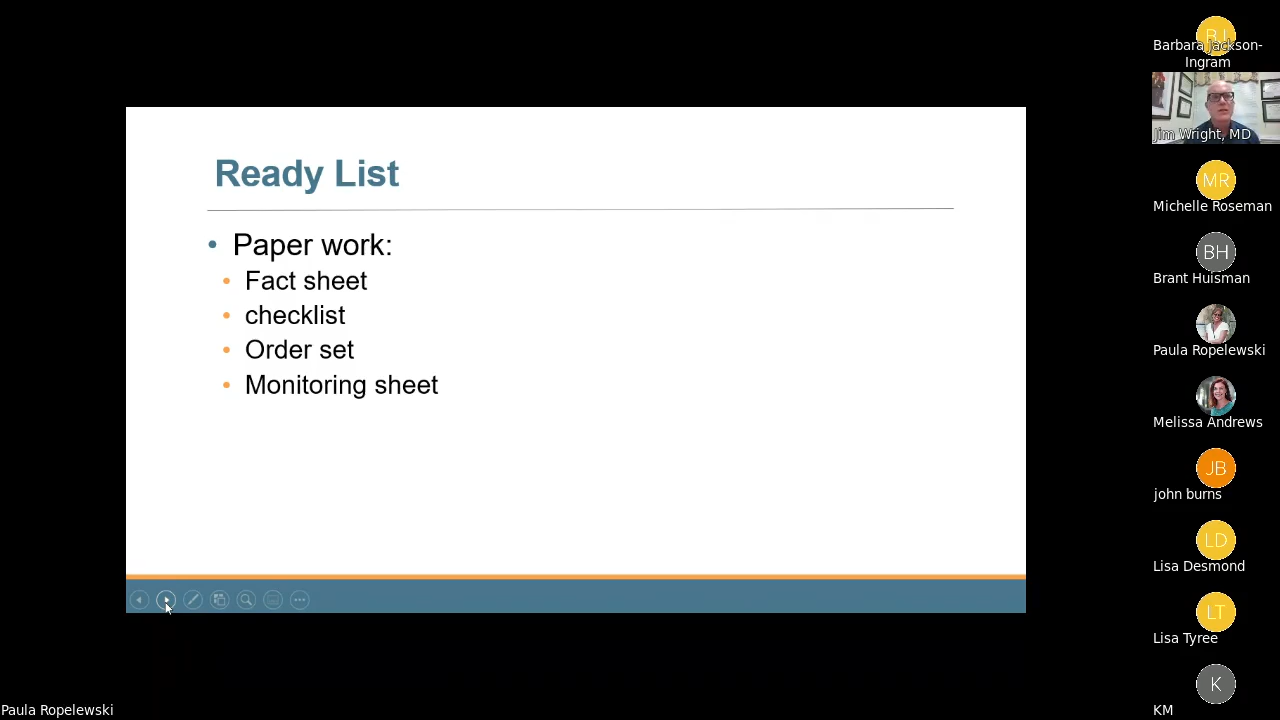 Ready List
Paper work:
Fact sheet
checklist
Order set
Monitoring sheet
BJ
Barbara Jackson-
Ingram
Jim Wright, MD
MR
Michelle Roseman
BH
Brant Huisman
Paula Ropelewski
Melissa Andrews
JB
john burns
LD
Lisa Desmond
LT
Lisa Tyree
K
KM
Paula Ropelewski